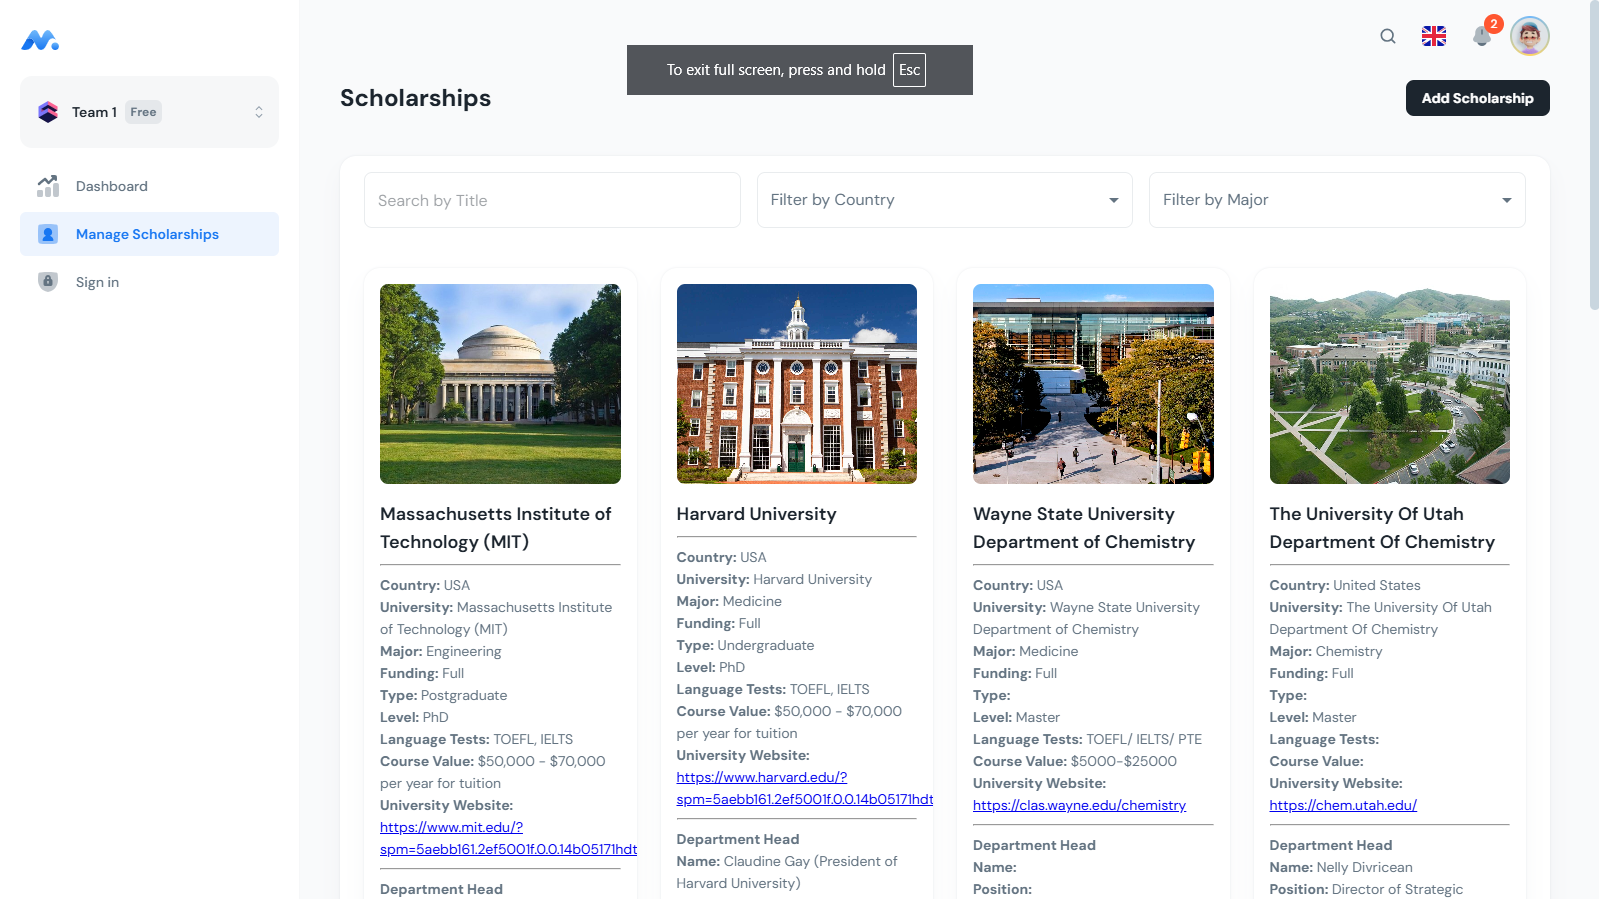 2
To exit full screen, press and hold Esc
Scholarships
Add Scholarship
Team 1 Free
Dashboard
Manage Scholarships
Sign in
Search by Title
Filter by Country
Filter by Major
Massachusetts Institute of
Technology (MIT)
Country: USA
University: Massachusetts Institute
of Technology (MIT)
Major: Engineering
Funding: Full
Type: Postgraduate
Level: PhD
Language Tests: TOEFL, IELTS
Course Value: $50,000 - $70,000
per year for tuition
University Website:
https://www.mit.edu/?
spm=5aebb161.2ef5001f.0.0.14b05171hdt
Department Head
Harvard University
Country: USA
University: Harvard University
Major: Medicine
Funding: Full
Type: Undergraduate
Level: PhD
Language Tests: TOEFL, IELTS
Course Value: $50,000 - $70,000
per year for tuition
University Website:
https://www.harvard.edu/?
spm=5aebb161.2ef5001f.0.0.14b05171hdt
Department Head
Name: Claudine Gay (President of
Harvard University)
Wayne State University
Department of Chemistry
Country: USA
University: Wayne State University
Department of Chemistry
Major: Medicine
Funding: Full
Type:
Level: Master
Language Tests: TOEFL/ IELTS/ PTE
Course Value: $5000-$25000
University Website:
https://clas.wayne.edu/chemistry
Department Head
Name:
Position:
The University Of Utah
Department Of Chemistry
Country: United States
University: The University Of Utah
Department Of Chemistry
Major: Chemistry
Funding: Full
Type:
Level: Master
Language Tests:
Course Value:
University Website:
https://chem.utah.edu/
Department Head
Name: Nelly Divricean
Position: Director of Strategic